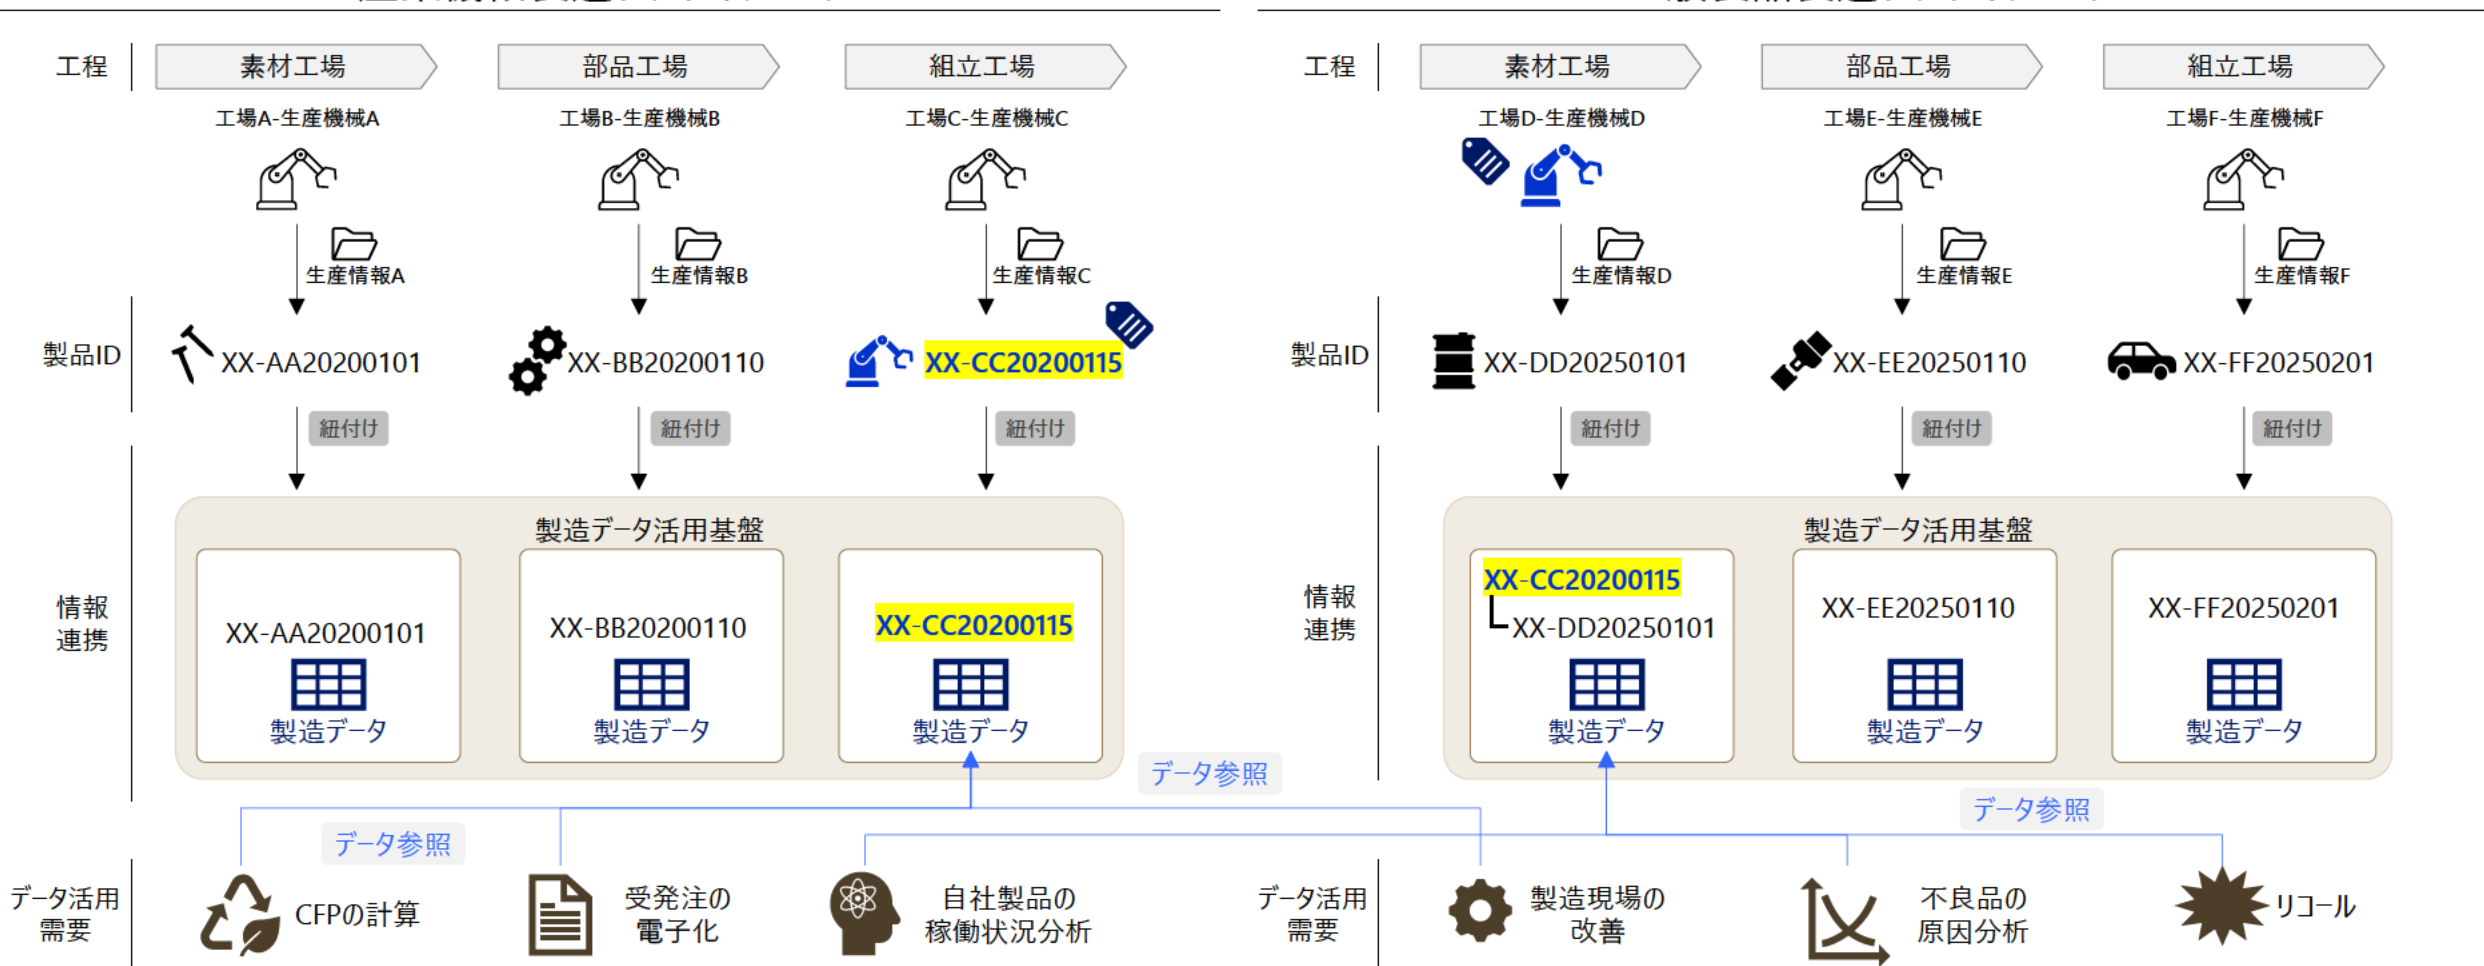 工程
素材工場
部品工場
組立工場
工場A-生産機械A
工場B-生産機械B
工場C-生産機械C
生産情報A
生産情報B
生産情報C
製品ID
XX-AA20200101
XX-BB20200110
XX-CC20200115
紐付け
紐付け
紐付け
情報
連携
製造データ活用基盤
XX-AA20200101
製造データ
XX-BB20200110
製造データ
XX-CC20200115
製造データ
データ参照
データ参照
データ活用
需要
CFPの計算
受発注の
電子化
自社製品の
稼働状況分析
工程
素材工場
部品工場
組立工場
工場D-生産機械D
工場E-生産機械E
工場F-生産機械F
生産情報D
生産情報E
生産情報F
製品ID
XX-DD20250101
XX-EE20250110
XX-FF20250201
紐付け
紐付け
紐付け
情報
連携
製造データ活用基盤
XX-CC20200115
XX-DD20250101
製造データ
XX-EE20250110
製造データ
XX-FF20250201
製造データ
データ参照
データ活用
需要
製造現場の
改善
不良品の
原因分析
リコール